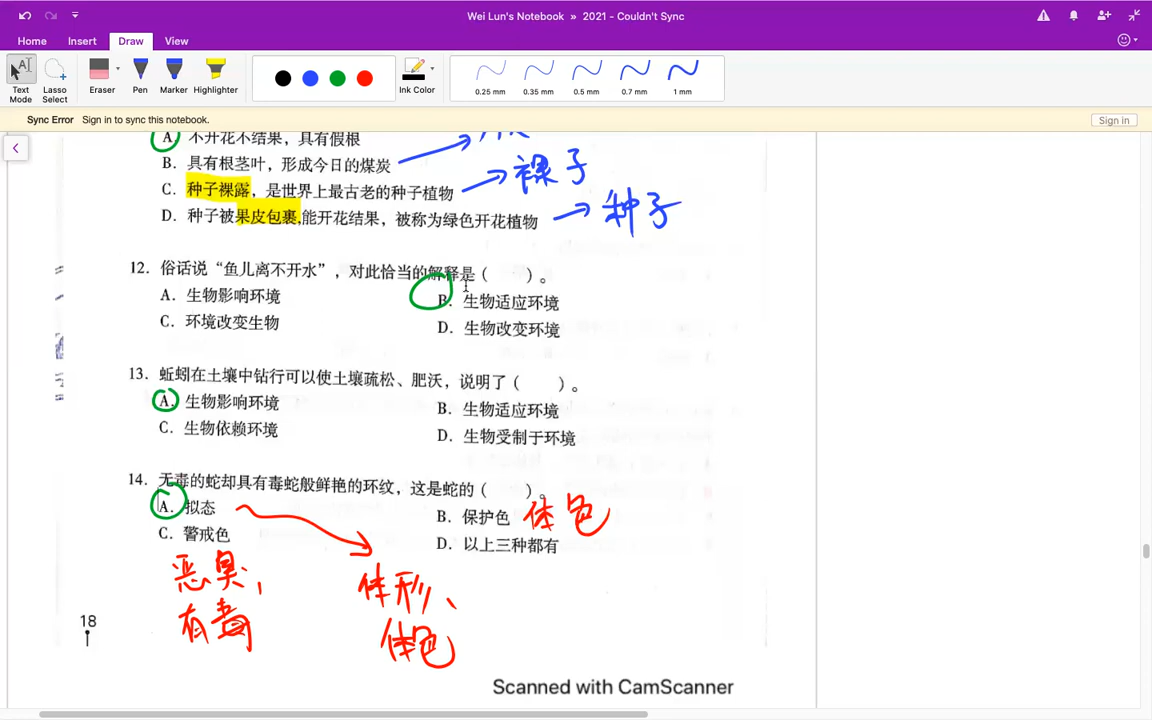 Wei Lun's Notebook » 2021 - Couldn't Sync
Home Insert Draw View
Text Mode
Lasso Select
Eraser
Pen
Marker
Highlighter
Ink Color
0.25 mm
0.35 mm
0.5 mm
0.7 mm
1 mm
Sync Error Sign in to sync this notebook.
Sign in
A. 不开花不结果，具有假根
B. 具有根茎叶，形成今日的煤炭
C. 种子裸露，是世界上最古老的种子植物
裸子
D. 种子被果皮包裹,能开花结果，被称为绿色开花植物
种子
12. 俗话说“鱼儿离不开水”，对此恰当的解释是（ ）。
A. 生物影响环境
B. 生物适应环境
C. 环境改变生物
D. 生物改变环境
13. 蚯蚓在土壤中钻行可以使土壤疏松、肥沃，说明了（ ）。
A. 生物影响环境
B. 生物适应环境
C. 生物依赖环境
D. 生物受制于环境
14. 无毒的蛇却具有毒蛇般鲜艳的环纹，这是蛇的（ ）。
A. 拟态
B. 保护色
体色
C. 警戒色
D. 以上三种都有
恶臭，
有毒
体形、
体色
18
Scanned with CamScanner